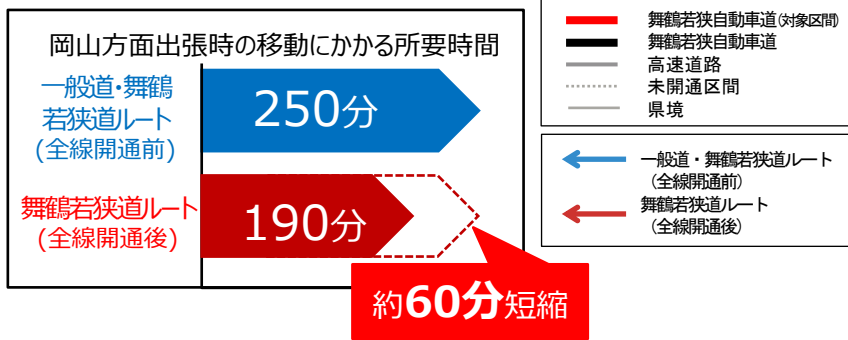 岡山方面出張時の移動にかかる所要時間
一般道・舞鶴
若狭道ルート
(全線開通前)
250分
舞鶴若狭道ルート
(全線開通後)
190分
約60分短縮
舞鶴若狭自動車道(対象区間)
舞鶴若狭自動車道
高速道路
未開通区間
県境
一般道・舞鶴若狭道ルート
(全線開通前)
舞鶴若狭道ルート
(全線開通後)